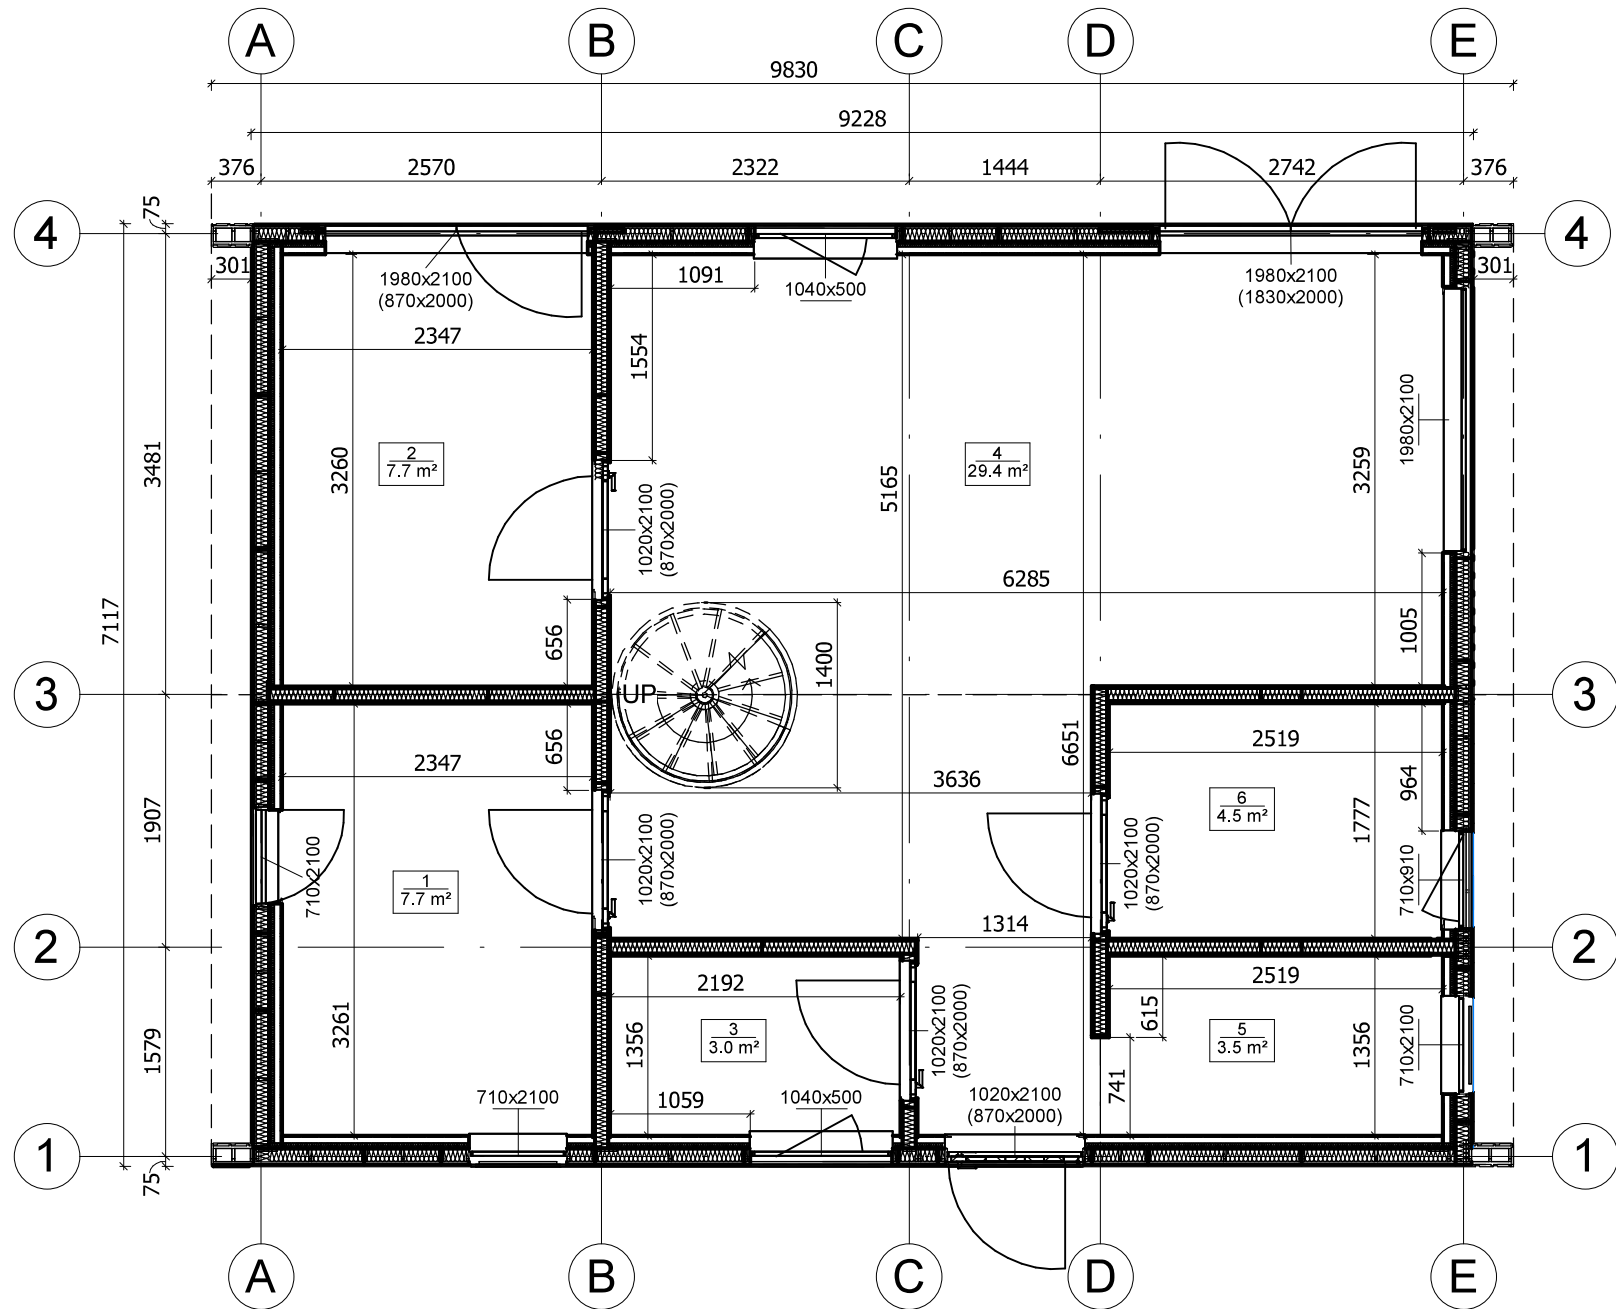 A B C D E
9830
9228
376 2570 2322 1444 2742 376
75
4 4
301 301
1091
1980x2100
(870x2000)
1040x500
1980x2100
(1830x2000)
2347
1554
1980x2100
3481
3260
2
7.7 m²
4
29.4 m²
5165
3259
1020x2100
(870x2000)
6285
7117
656
1400
1005
3 3
UP
656
6651
2347
2519
964
3636
1907
6
4.5 m²
1777
710x2100
1020x2100
(870x2000)
1020x2100
(870x2000)
710x910
1
7.7 m²
2 2
1314
2192
2519
615
1579
3261
1356
3
3.0 m²
1020x2100
(870x2000)
5
3.5 m²
1356
710x2100
741
710x2100
1059
1040x500
1020x2100
(870x2000)
1 1
75
A B C D E